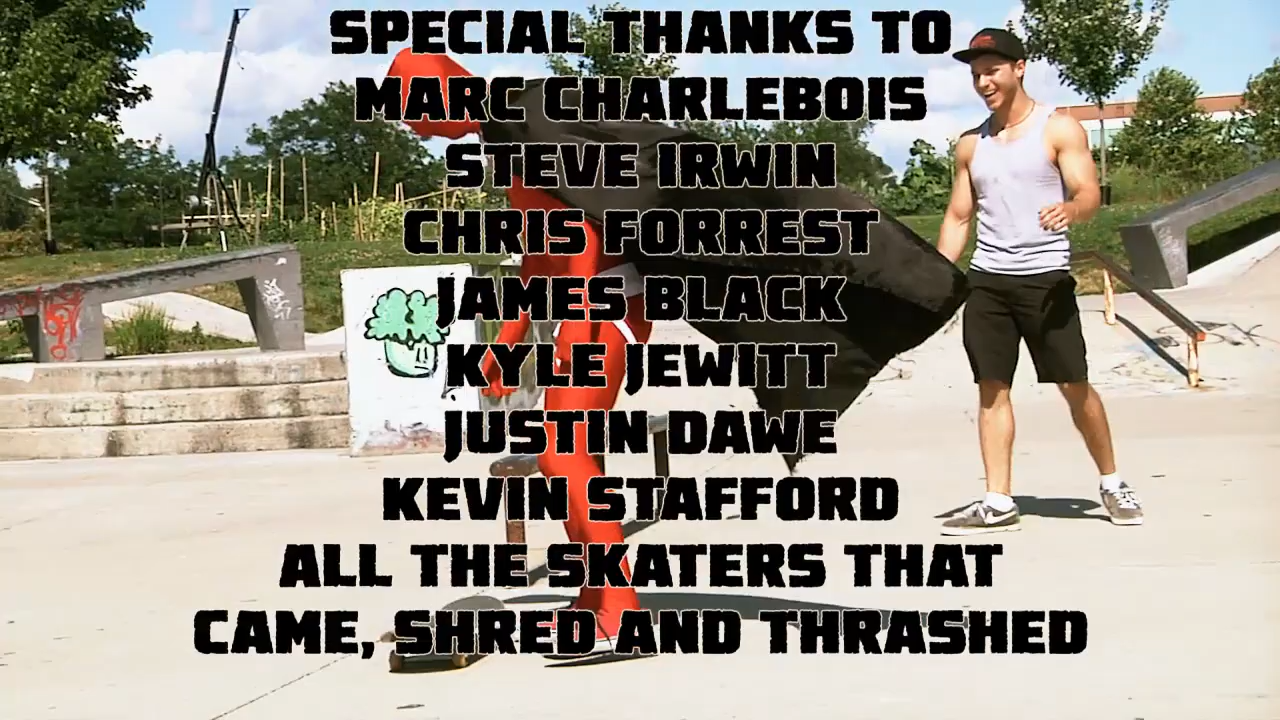 SPECIAL THANKS TO
MARC CHARLEBOIS
STEVE IRWIN
CHRIS FORREST
JAMES BLACK
KYLE JEWITT
JUSTIN DAWE
KEVIN STAFFORD
ALL THE SKATERS THAT
CAME, SHRED AND THRASHED